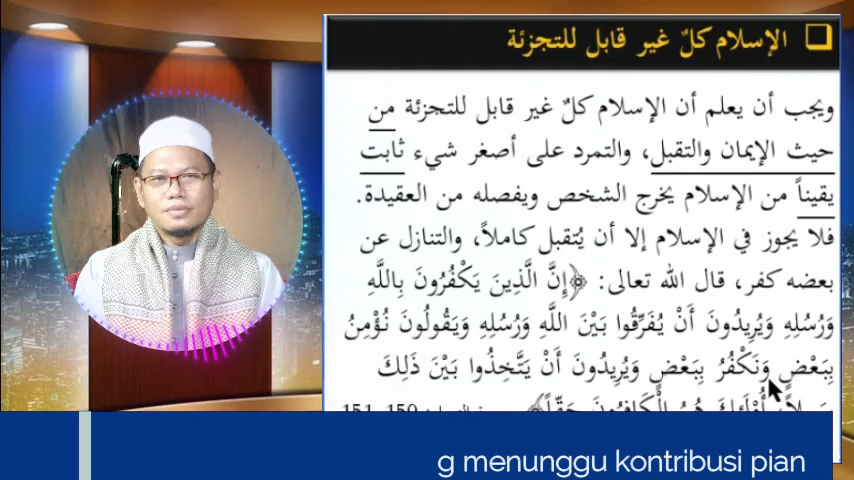 الإسلام كلٌ غير قابل للتجزئة
ويجب أن يعلم أن الإسلام كلٌ غير قابل للتجزئة من
حيث الإيمان والتقبل، والتمرد على أصغر شيء ثابت
يقيناً من الإسلام يخرج الشخص ويفصله من العقيدة.
فلا يجوز في الإسلام إلا أن يُتقبل كاملاً، والتنازل عن
بعضه كفر، قال الله تعالى: ﴿إِنَّ الَّذِينَ يَكْفُرُونَ بِاللَّهِ
وَرُسُلِهِ وَيُرِيدُونَ أَنْ يُفَرِّقُوا بَيْنَ اللَّهِ وَرُسُلِهِ وَيَقُولُونَ نُؤْمِنُ
بِبَعْضٍ وَنَكْفُرُ بِبَعْضٍ وَيُرِيدُونَ أَنْ يَتَّخِذُوا بَيْنَ ذَلِكَ
أُوْلَئِكَ هُمُ الْكَافِرُونَ حَقّاً﴾
g menunggu kontribusi pian